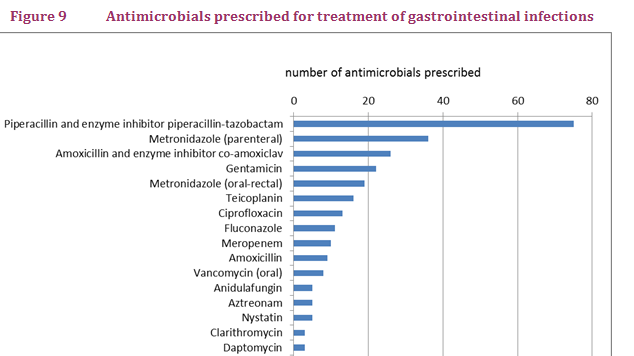 Figure 9 Antimicrobials prescribed for treatment of gastrointestinal infections
number of antimicrobials prescribed
0 20 40 60 80
Piperacillin and enzyme inhibitor piperacillin-tazobactam
Metronidazole (parenteral)
Amoxicillin and enzyme inhibitor co-amoxiclav
Gentamicin
Metronidazole (oral-rectal)
Teicoplanin
Ciprofloxacin
Fluconazole
Meropenem
Amoxicillin
Vancomycin (oral)
Anidulafungin
Aztreonam
Nystatin
Clarithromycin
Daptomycin